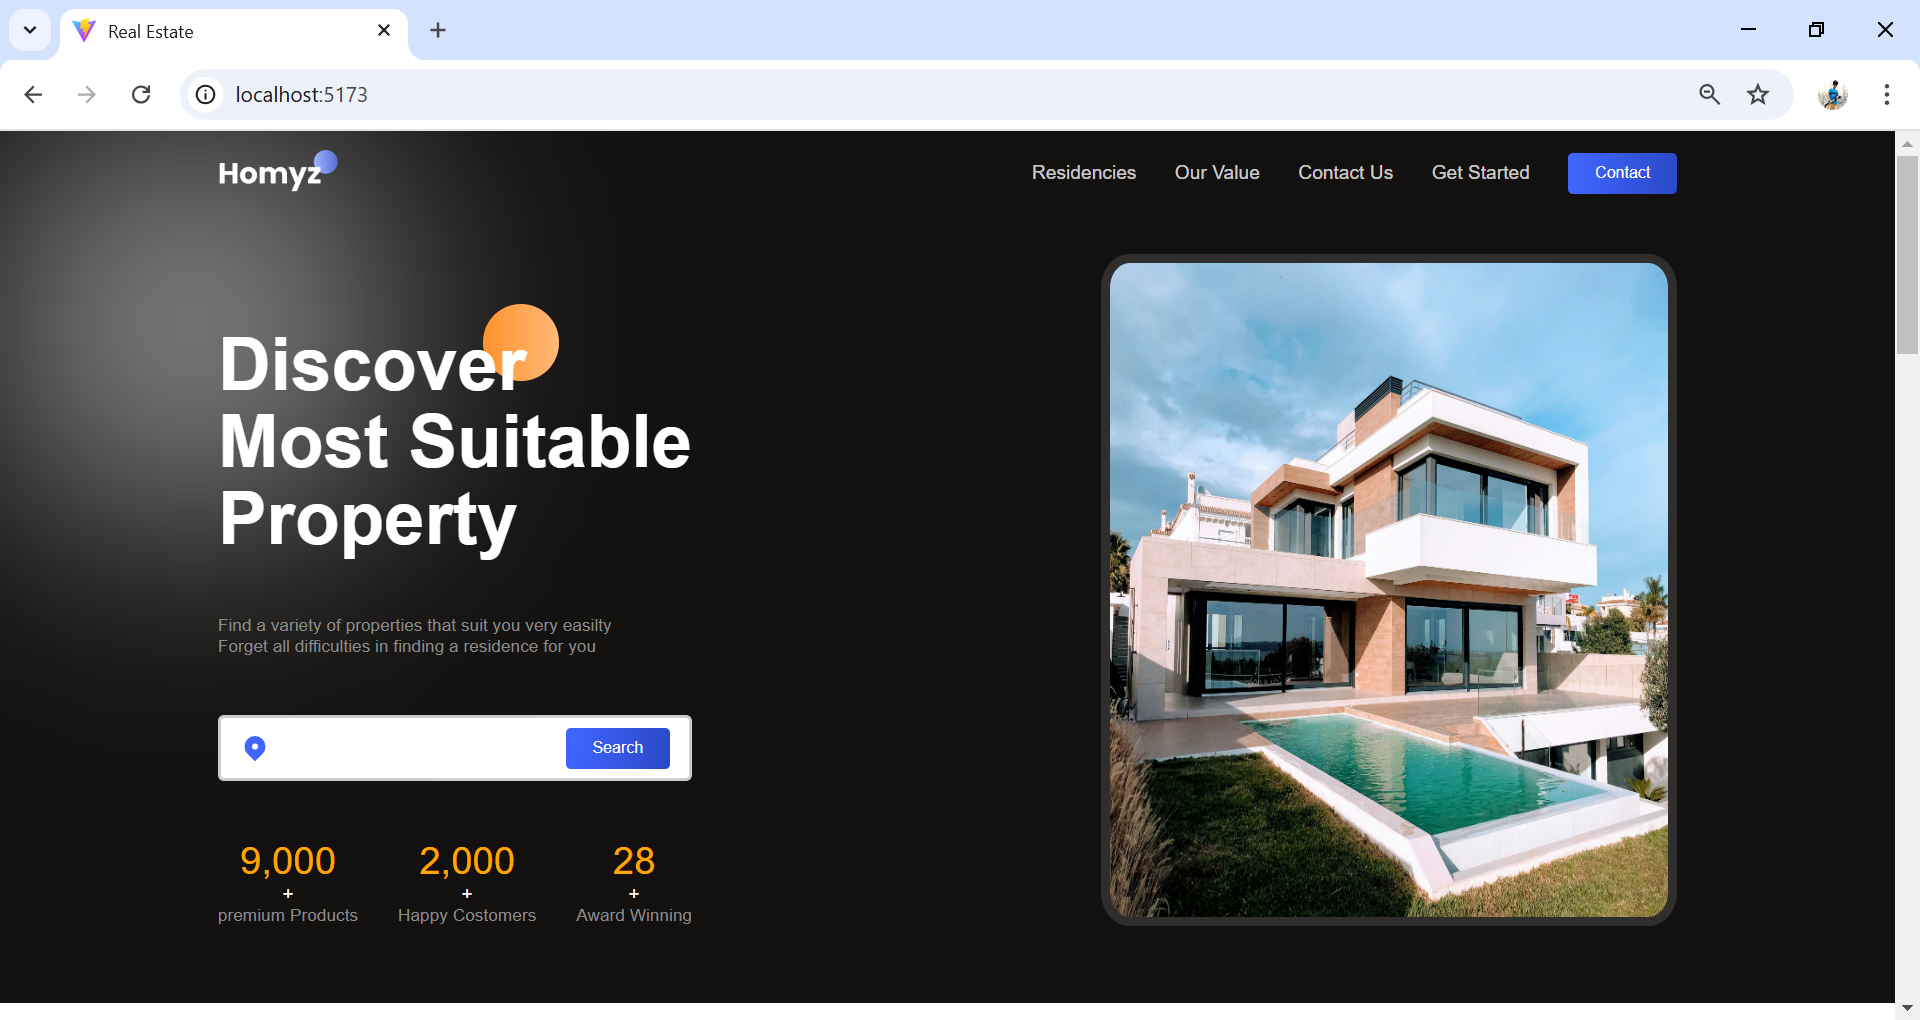 Real Estate
localhost:5173
Homyz
Residencies Our Value Contact Us Get Started Contact
Discover
Most Suitable
Property
Find a variety of properties that suit you very easilty
Forget all difficulties in finding a residence for you
Search
9,000 2,000 28
+ + +
premium Products Happy Costomers Award Winning